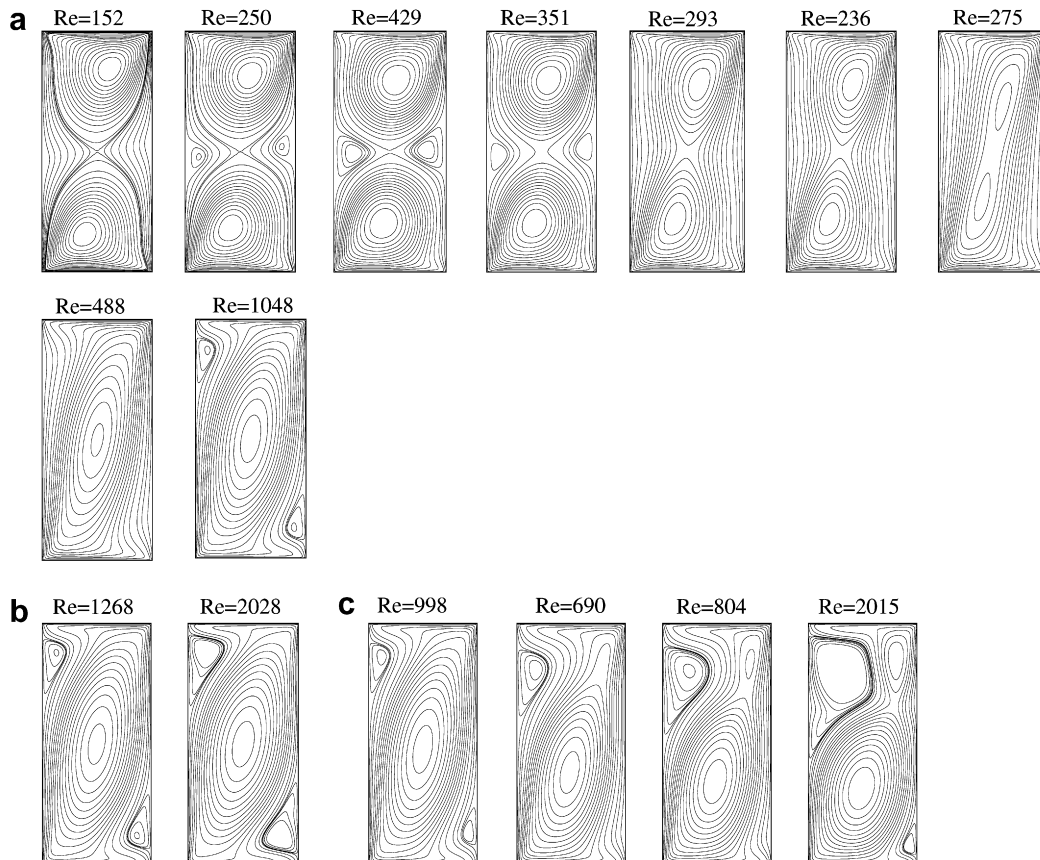 a
Re=152 Re=250 Re=429 Re=351 Re=293 Re=236 Re=275
Re=488 Re=1048
b
Re=1268 Re=2028
c
Re=998 Re=690 Re=804 Re=2015